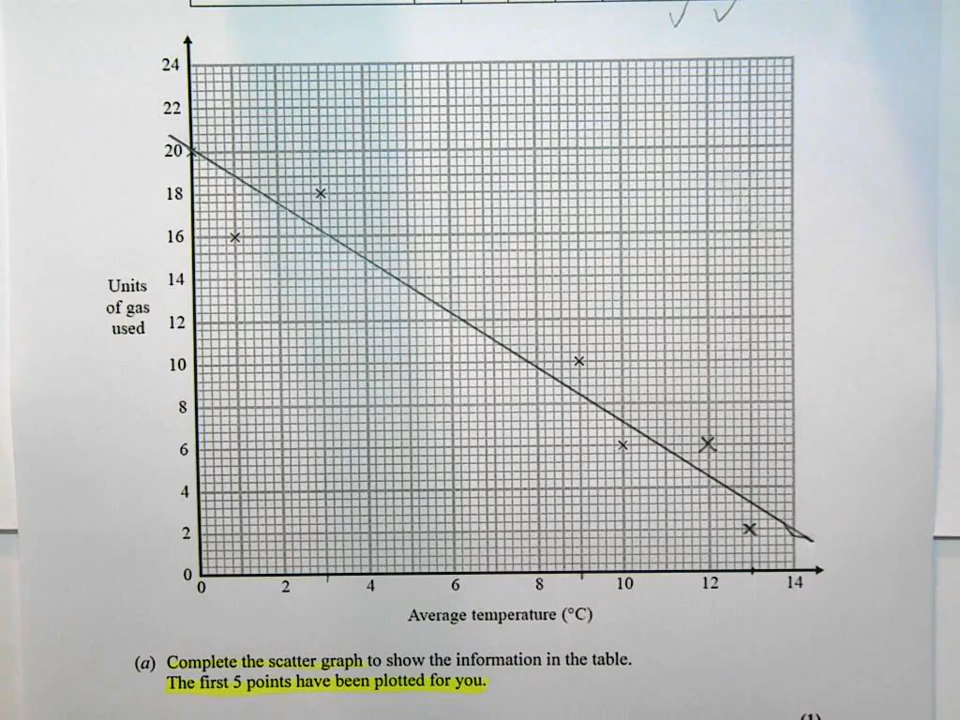 24
22
20
18
16
14
Units
of gas
used
12
10
8
6
4
2
0
0 2 4 6 8 10 12 14
Average temperature (°C)
(a) Complete the scatter graph to show the information in the table.
The first 5 points have been plotted for you.
(1)